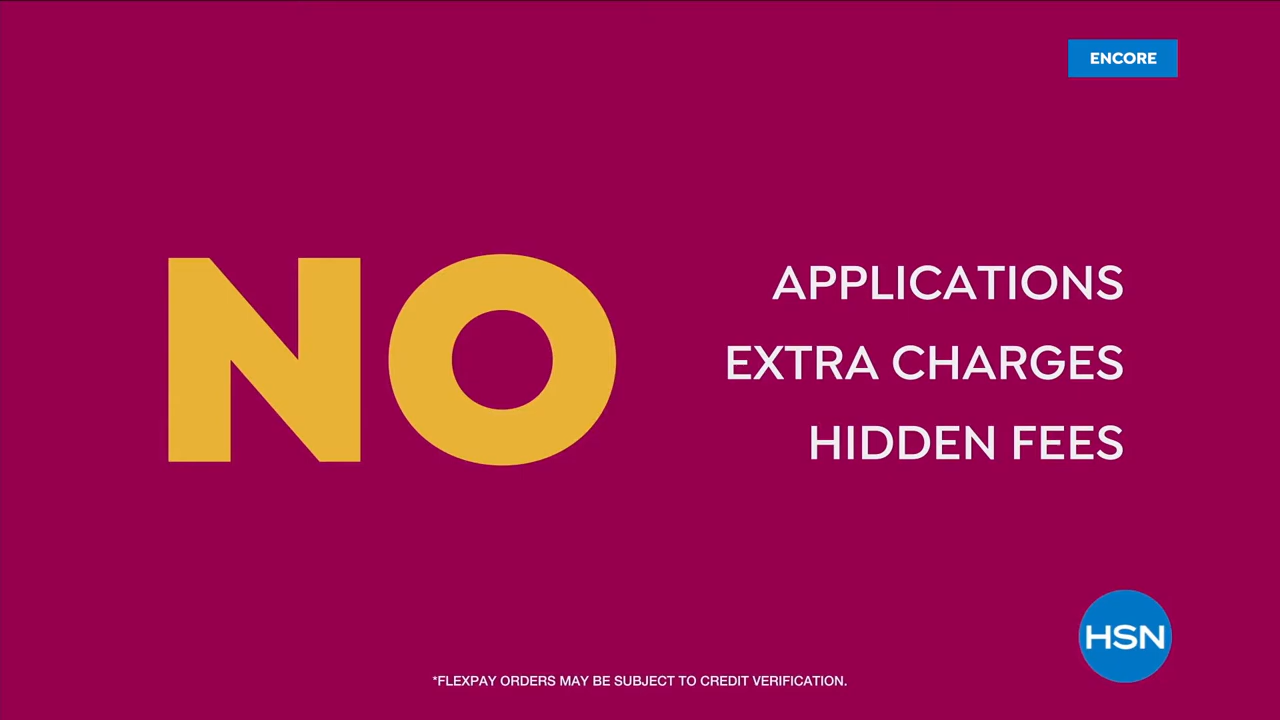 ENCORE
NO
APPLICATIONS
EXTRA CHARGES
HIDDEN FEES
HSN
*FLEXPAY ORDERS MAY BE SUBJECT TO CREDIT VERIFICATION.